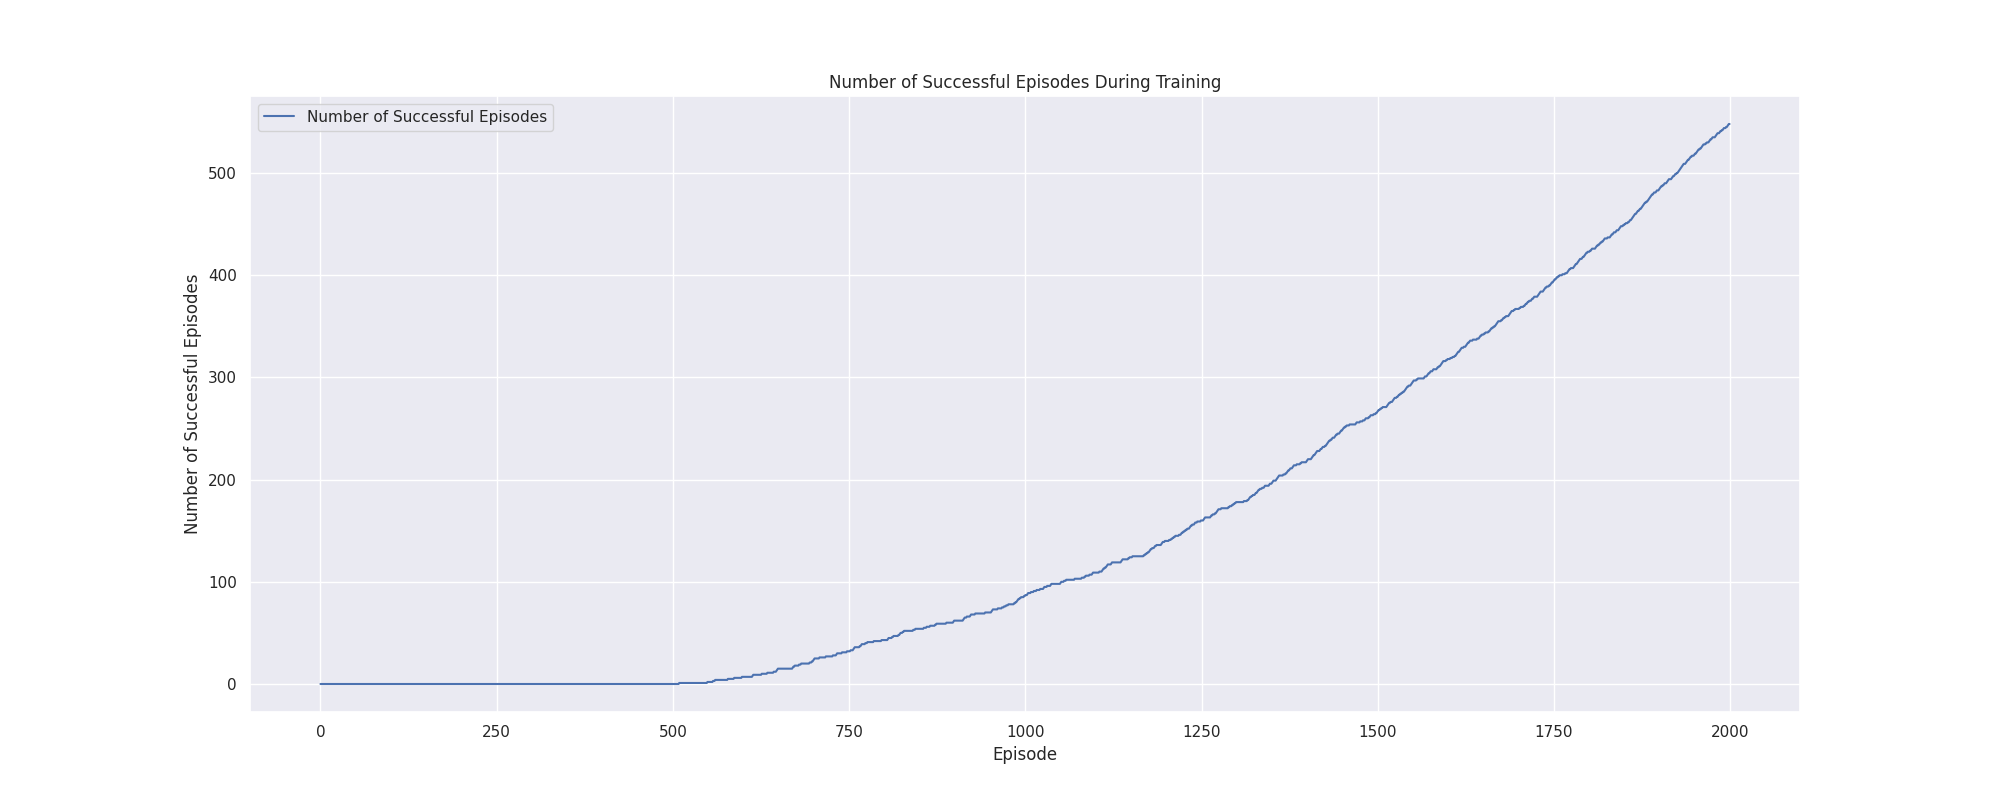 Number of Successful Episodes During Training
Number of Successful Episodes
Number of Successful Episodes
500
400
300
200
100
0
0 250 500 750 1000 1250 1500 1750 2000
Episode